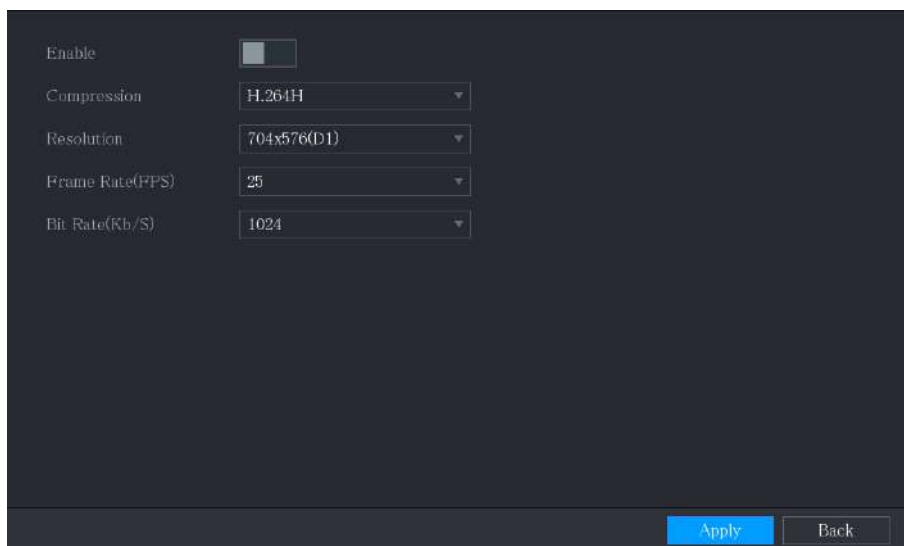 Enable
Compression H.264H
Resolution 704x576(D1)
Frame Rate(FPS) 25
Bit Rate(Kb/S) 1024
Apply Back